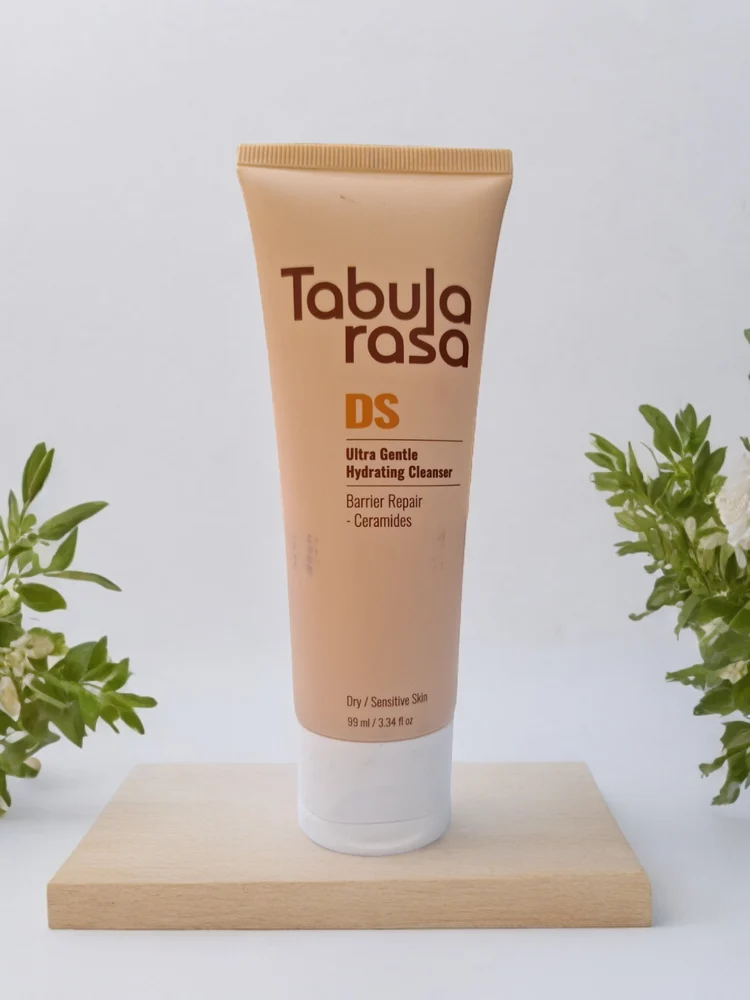 Tabula
rasa
DS
Ultra Gentle
Hydrating Cleanser
Barrier Repair
- Ceramides
Dry / Sensitive Skin
99 ml / 3.34 fl oz